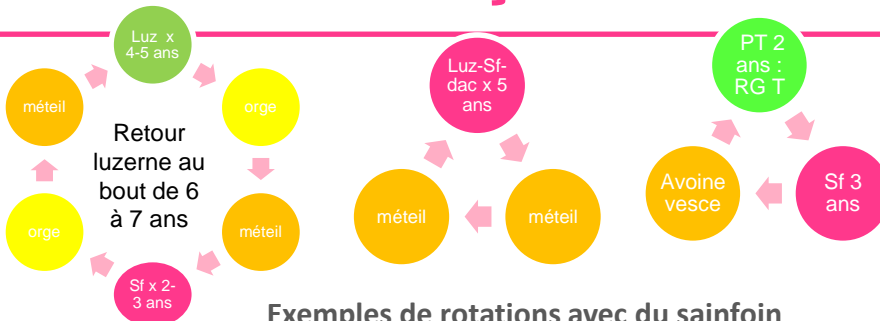 Luz x
4-5 ans
orge
méteil
Sf x 2-
3 ans
orge
méteil
Retour
luzerne au
bout de 6
à 7 ans
Luz-Sf-
dac x 5
ans
méteil
méteil
PT 2
ans :
RG T
Sf 3
ans
Avoine
vesce
Exemples de rotations avec du sainfoin